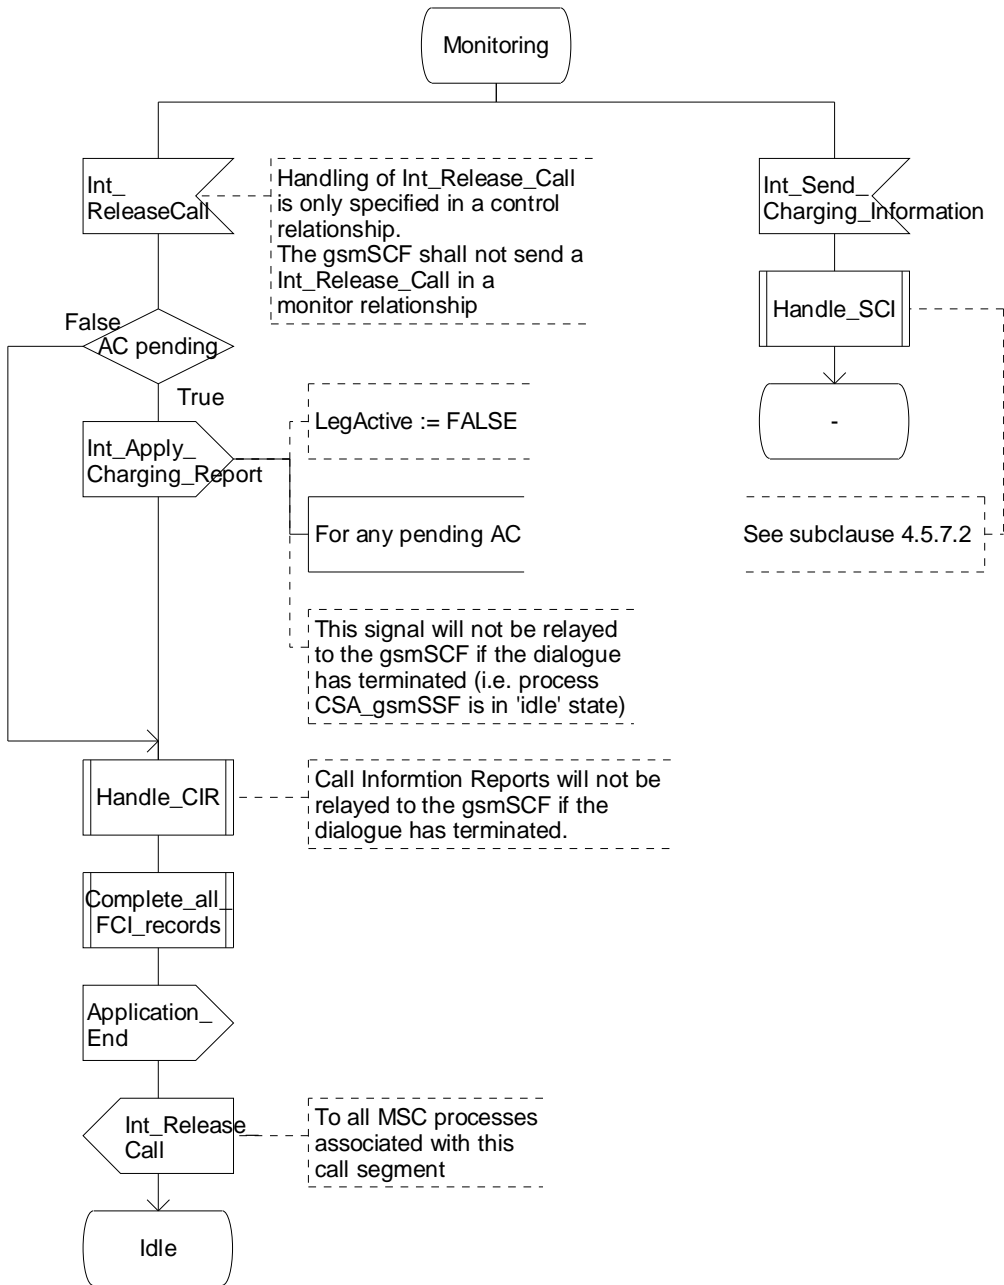 Monitoring
Int_
ReleaseCall
Handling of Int_Release_Call
is only specified in a control
relationship.
The gsmSCF shall not send a
Int_Release_Call in a
monitor relationship
Int_Send_
Charging_Information
Handle_SCI
-
See subclause 4.5.7.2
False
AC pending
True
Int_Apply_
Charging_Report
LegActive := FALSE
For any pending AC
This signal will not be relayed
to the gsmSCF if the dialogue
has terminated (i.e. process
CSA_gsmSSF is in 'idle' state)
Handle_CIR
Call Informtion Reports will not be
relayed to the gsmSCF if the
dialogue has terminated.
Complete_all_
FCI_records
Application_
End
Int_Release_
Call
To all MSC processes
associated with this
call segment
Idle